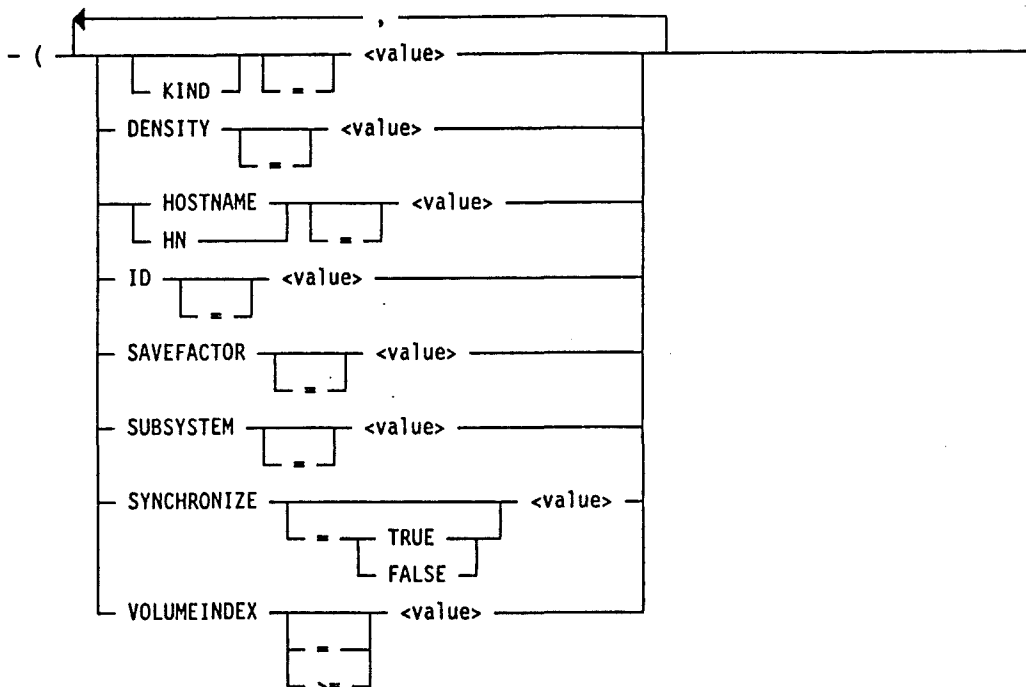 ,
- ( <value>
KIND =
DENSITY <value>
=
HOSTNAME <value>
HN =
ID <value>
=
SAVEFACTOR <value>
=
SUBSYSTEM <value>
=
SYNCHRONIZE <value>
= TRUE
FALSE
VOLUMEINDEX <value>
=
>=